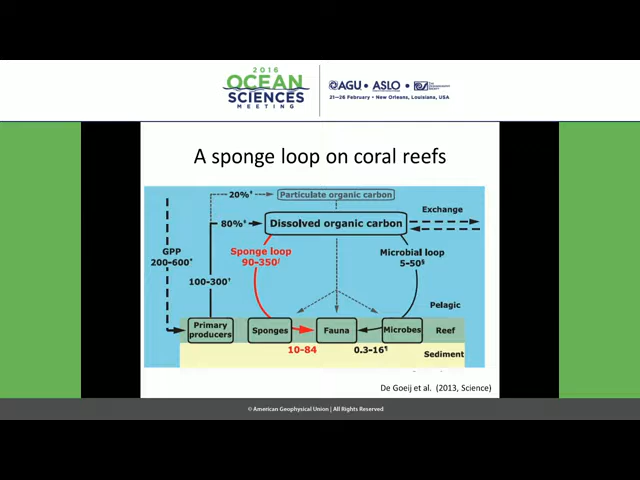 2016
OCEAN
SCIENCES
MEETING
AGU • ASLO •
21–26 February • New Orleans, Louisiana, USA
A sponge loop on coral reefs
20%†
Particulate organic carbon
80%*
Dissolved organic carbon
Exchange
GPP
200-600*
Sponge loop
90-350
Microbial loop
5-50§
100-300†
Pelagic
Primary
producers
Sponges
Fauna
Microbes
Reef
10-84
0.3-16¶
Sediment
De Goeij et al. (2013, Science)
© American Geophysical Union | All Rights Reserved